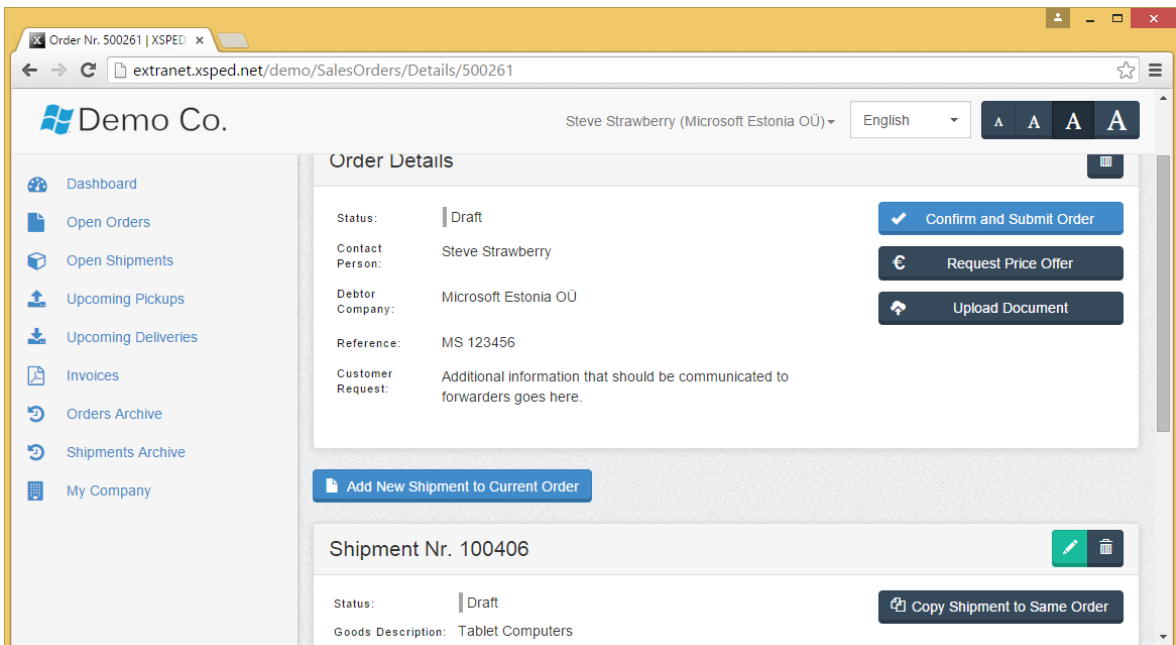 Order Nr. 500261 | XSPED
extranet.xsped.net/demo/SalesOrders/Details/500261
Demo Co.
Steve Strawberry (Microsoft Estonia OÜ)
English
A A A A
Dashboard
Open Orders
Open Shipments
Upcoming Pickups
Upcoming Deliveries
Invoices
Orders Archive
Shipments Archive
My Company
Order Details
Status: Draft
Contact
Person: Steve Strawberry
Debtor
Company: Microsoft Estonia OÜ
Reference: MS 123456
Customer
Request: Additional information that should be communicated to
forwarders goes here.
Confirm and Submit Order
€ Request Price Offer
Upload Document
Add New Shipment to Current Order
Shipment Nr. 100406
Status: Draft
Goods Description: Tablet Computers
Copy Shipment to Same Order